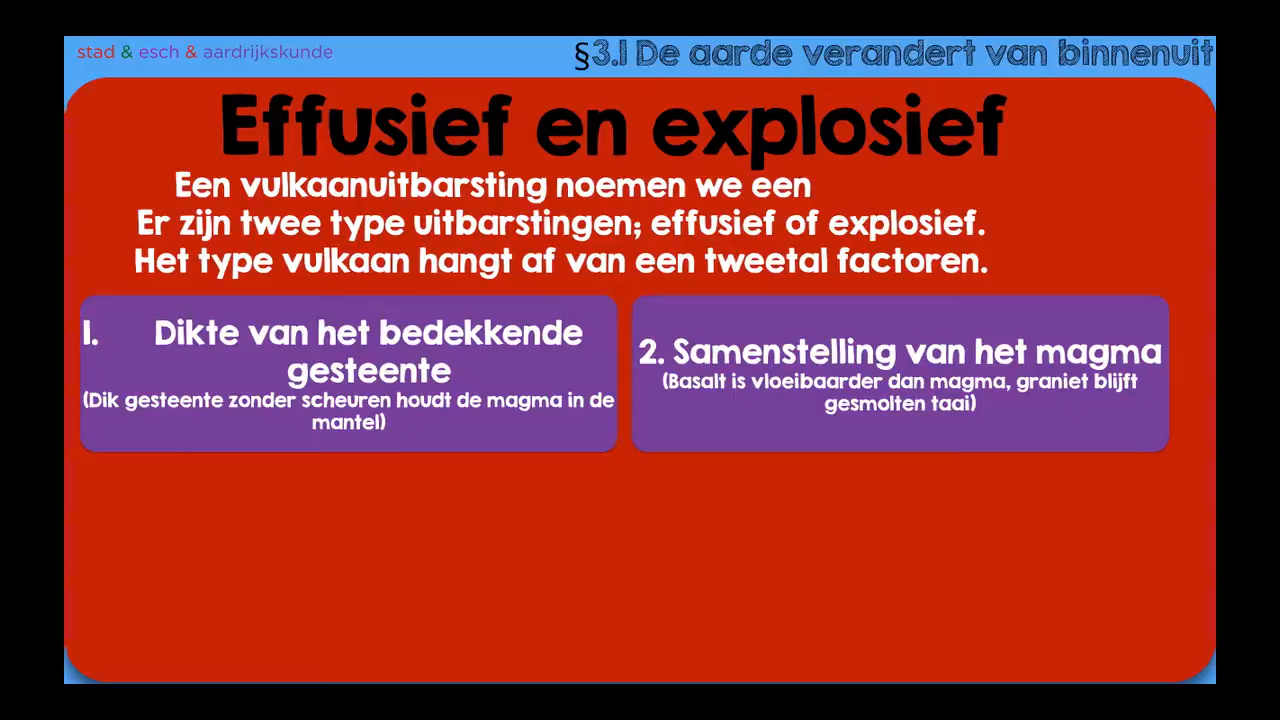 stad & esch & aardrijkskunde
§3.1 De aarde verandert van binnenuit
Effusief en explosief
Een vulkaanuitbarsting noemen we een
Er zijn twee type uitbarstingen; effusief of explosief.
Het type vulkaan hangt af van een tweetal factoren.
1. Dikte van het bedekkende
gesteente
(Dik gesteente zonder scheuren houdt de magma in de
mantel)
2. Samenstelling van het magma
(Basalt is vloeibaarder dan magma, graniet blijft
gesmolten taai)